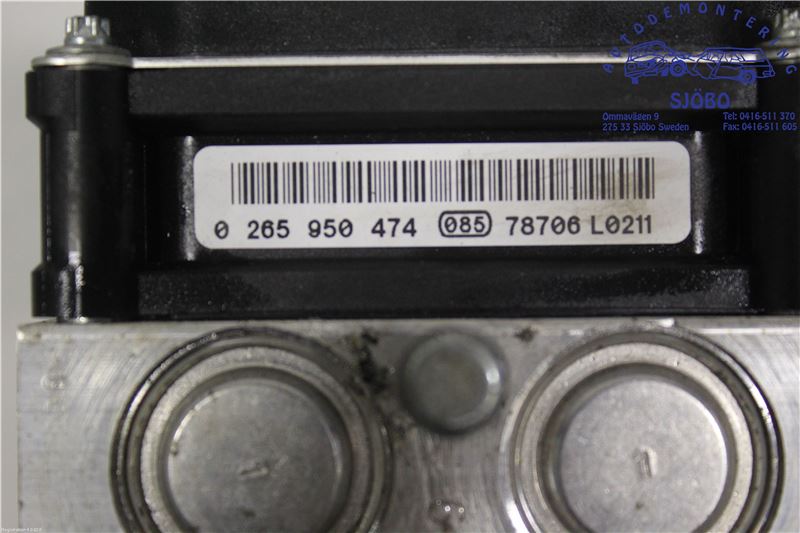 AUTODEMONTERING
SJÖBO
Ommavägen 9
275 33 Sjöbo Sweden
Tel: 0416-511 370
Fax: 0416-511 605
0 265 950 474 085 78706 L0211